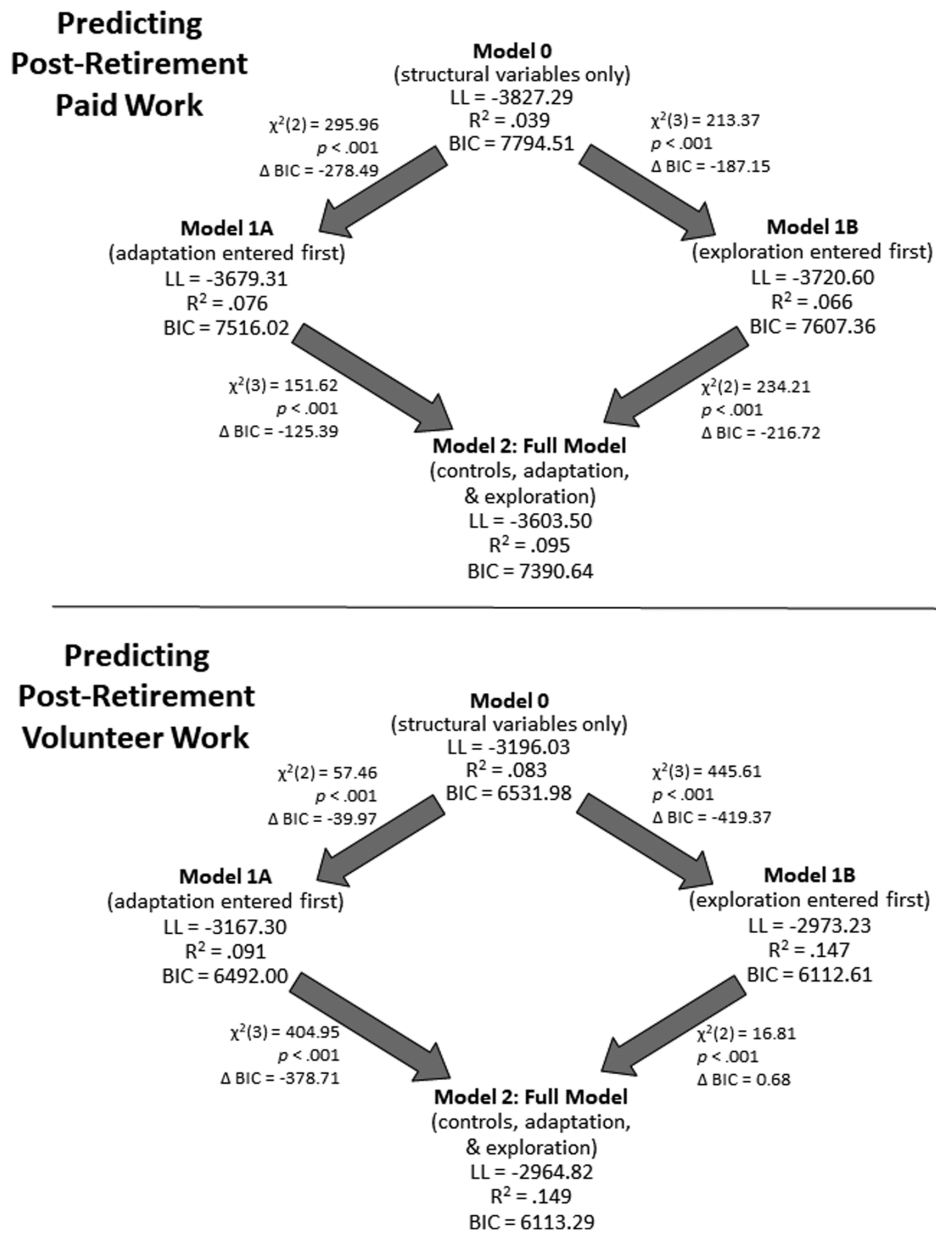 Predicting
Post-Retirement
Paid Work
Model 0
(structural variables only)
LL = -3827.29
R² = .039
BIC = 7794.51
χ²(2) = 295.96
p < .001
Δ BIC = -278.49
χ²(3) = 213.37
p < .001
Δ BIC = -187.15
Model 1A
(adaptation entered first)
LL = -3679.31
R² = .076
BIC = 7516.02
Model 1B
(exploration entered first)
LL = -3720.60
R² = .066
BIC = 7607.36
χ²(3) = 151.62
p < .001
Δ BIC = -125.39
χ²(2) = 234.21
p < .001
Δ BIC = -216.72
Model 2: Full Model
(controls, adaptation,
& exploration)
LL = -3603.50
R² = .095
BIC = 7390.64
Predicting
Post-Retirement
Volunteer Work
Model 0
(structural variables only)
LL = -3196.03
R² = .083
BIC = 6531.98
χ²(2) = 57.46
p < .001
Δ BIC = -39.97
χ²(3) = 445.61
p < .001
Δ BIC = -419.37
Model 1A
(adaptation entered first)
LL = -3167.30
R² = .091
BIC = 6492.00
Model 1B
(exploration entered first)
LL = -2973.23
R² = .147
BIC = 6112.61
χ²(3) = 404.95
p < .001
Δ BIC = -378.71
χ²(2) = 16.81
p < .001
Δ BIC = 0.68
Model 2: Full Model
(controls, adaptation,
& exploration)
LL = -2964.82
R² = .149
BIC = 6113.29